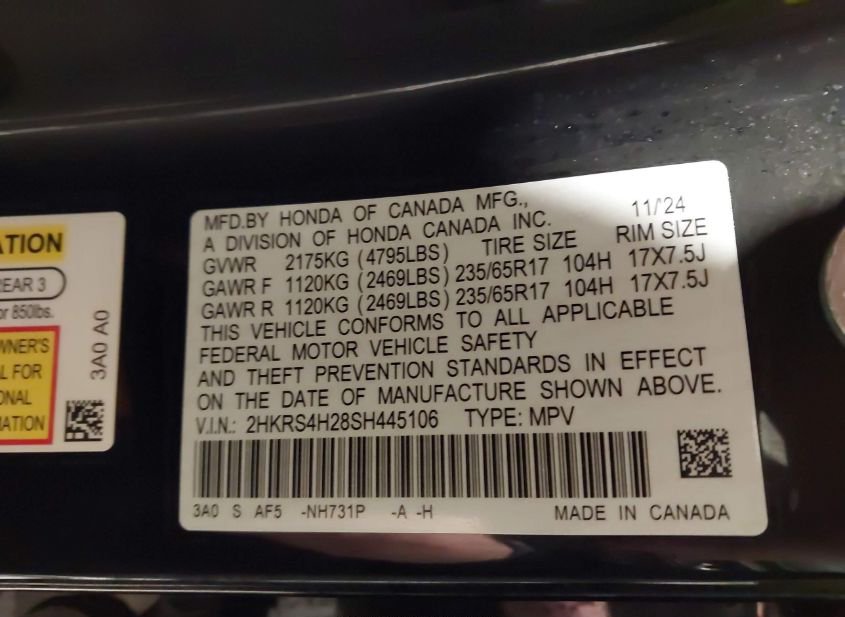 MFD.BY HONDA OF CANADA MFG., 11/'24
A DIVISION OF HONDA CANADA INC.
GVWR 2175KG (4795LBS) TIRE SIZE RIM SIZE
GAWR F 1120KG (2469LBS) 235/65R17 104H 17X7.5J
GAWR R 1120KG (2469LBS) 235/65R17 104H 17X7.5J
THIS VEHICLE CONFORMS TO ALL APPLICABLE
FEDERAL MOTOR VEHICLE SAFETY
AND THEFT PREVENTION STANDARDS IN EFFECT
ON THE DATE OF MANUFACTURE SHOWN ABOVE.
V.I.N.: 2HKRS4H28SH445106 TYPE: MPV
3A0 S AF5 -NH731P -A -H MADE IN CANADA
ATION
REAR 3
or 850lbs.
WNER'S
L FOR
ONAL
MATION
3A0 A0